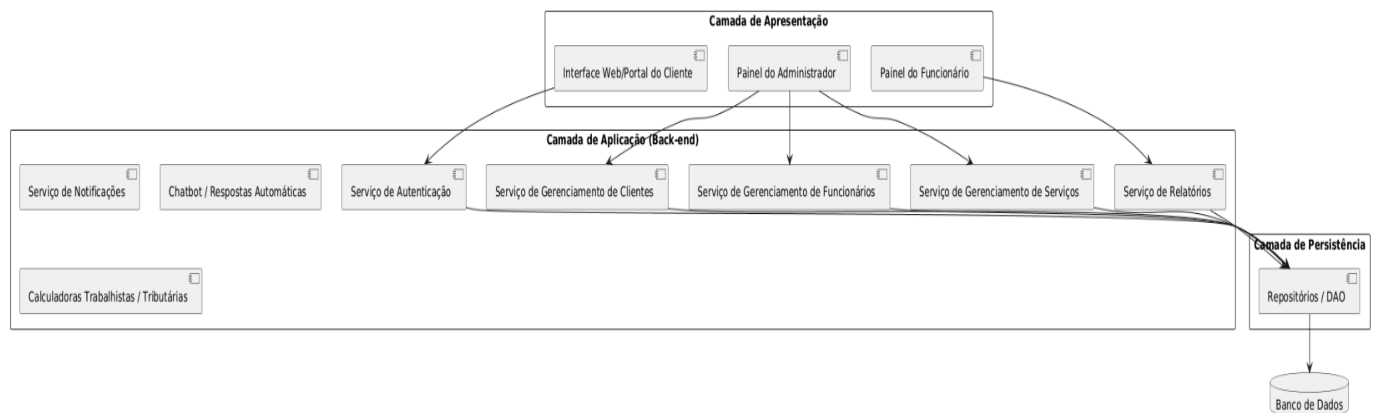 Camada de Apresentação
Interface Web/Portal do Cliente
Painel do Administrador
Painel do Funcionário
Camada de Aplicação (Back-end)
Serviço de Notificações
Chatbot / Respostas Automáticas
Serviço de Autenticação
Serviço de Gerenciamento de Clientes
Serviço de Gerenciamento de Funcionários
Serviço de Gerenciamento de Serviços
Serviço de Relatórios
Calculadoras Trabalhistas / Tributárias
Camada de Persistência
Repositórios / DAO
Banco de Dados